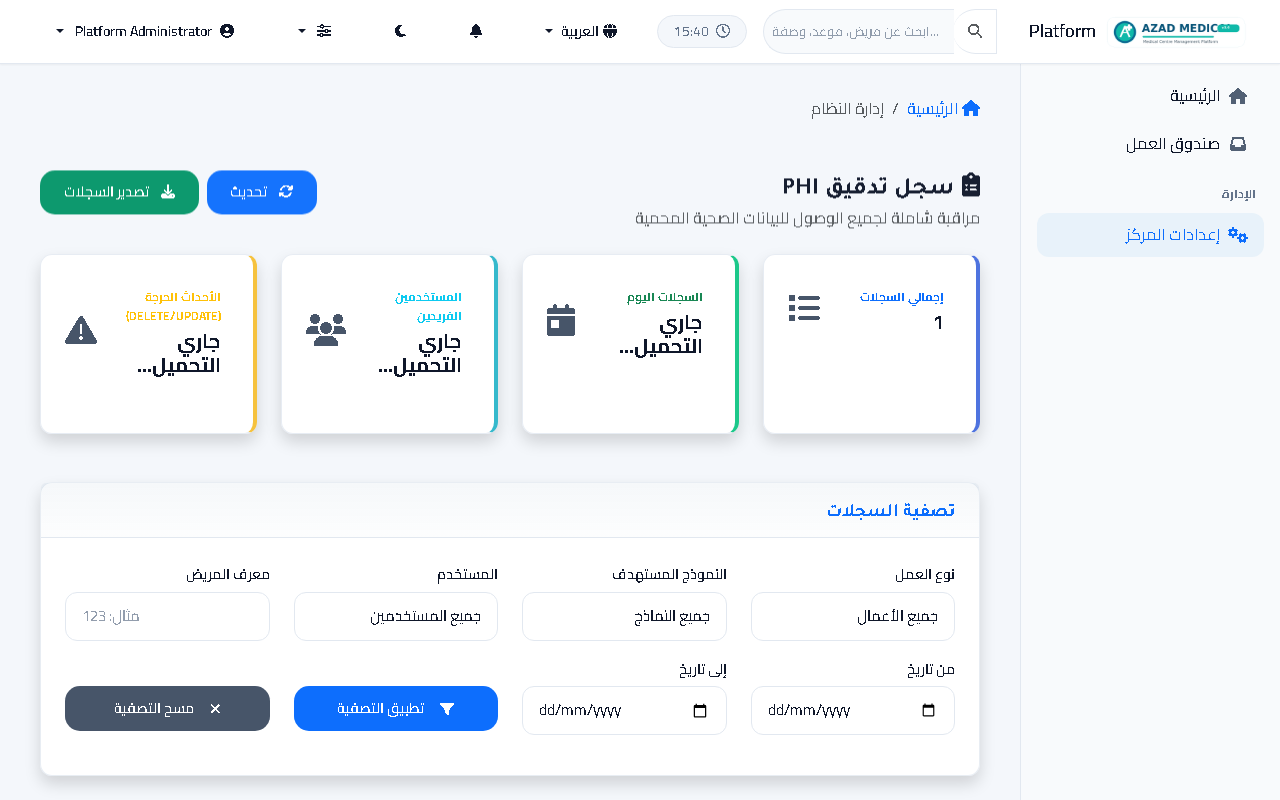 AZAD MEDIC
Medical Centre Management Platform
Platform
ابحث عن مريض، موعد، وصفة...
15:40
العربية
Platform Administrator
الرئيسية
صندوق العمل
الإدارة
إعدادات المركز
الرئيسية / إدارة النظام
سجل تدقيق PHI
مراقبة شاملة لجميع الوصول للبيانات الصحية المحمية
تحديث
تصدير السجلات
إجمالي السجلات
1
السجلات اليوم
جاري
التحميل...
المستخدمين
الفريدين
جاري
التحميل...
الأحداث الحرجة
(DELETE/UPDATE)
جاري
التحميل...
تصفية السجلات
نوع العمل
جميع الأعمال
النموذج المستهدف
جميع النماذج
المستخدم
جميع المستخدمين
معرف المريض
مثال: 123
من تاريخ
dd/mm/yyyy
إلى تاريخ
dd/mm/yyyy
تطبيق التصفية
مسح التصفية